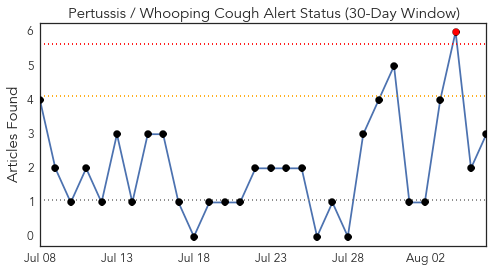 Pertussis / Whooping Cough Alert Status (30-Day Window)
Articles Found
6
5
4
3
2
1
0
Jul 08
Jul 13
Jul 18
Jul 23
Jul 28
Aug 02